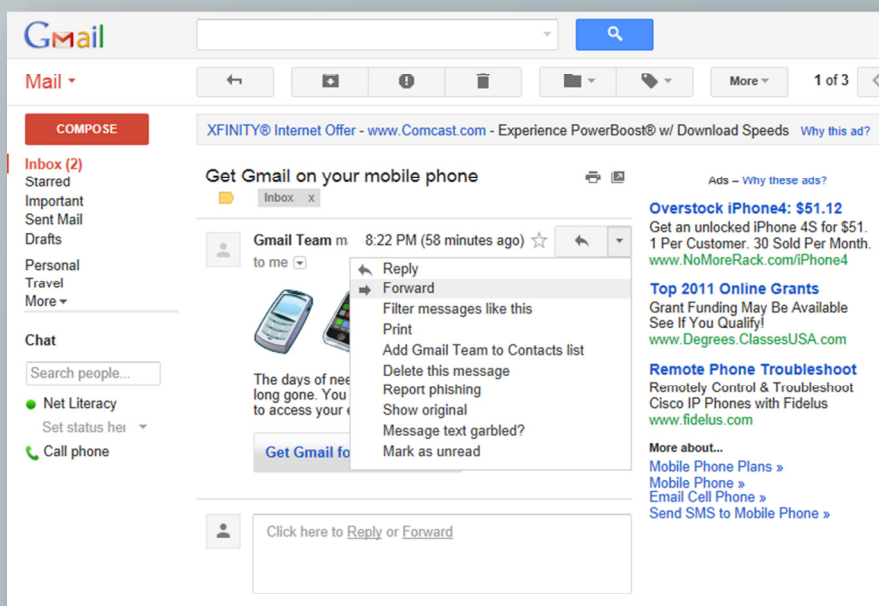 Gmail
Mail
More
1 of 3
COMPOSE
XFINITY® Internet Offer - www.Comcast.com - Experience PowerBoost® w/ Download Speeds Why this ad?
Inbox (2)
Starred
Important
Sent Mail
Drafts
Personal
Travel
More
Chat
Search people...
Net Literacy
Set status her
Call phone
Get Gmail on your mobile phone
Inbox x
Gmail Team m 8:22 PM (58 minutes ago)
to me
Reply
Forward
Filter messages like this
Print
Add Gmail Team to Contacts list
Delete this message
Report phishing
Show original
Message text garbled?
Mark as unread
The days of nee
long gone. You
to access your e
Get Gmail fo
Click here to Reply or Forward
Ads – Why these ads?
Overstock iPhone4: $51.12
Get an unlocked iPhone 4S for $51.
1 Per Customer. 30 Sold Per Month.
www.NoMoreRack.com/iPhone4
Top 2011 Online Grants
Grant Funding May Be Available
See If You Qualify!
www.Degrees.ClassesUSA.com
Remote Phone Troubleshoot
Remotely Control & Troubleshoot
Cisco IP Phones with Fidelus
www.fidelus.com
More about...
Mobile Phone Plans »
Mobile Phone »
Email Cell Phone »
Send SMS to Mobile Phone »